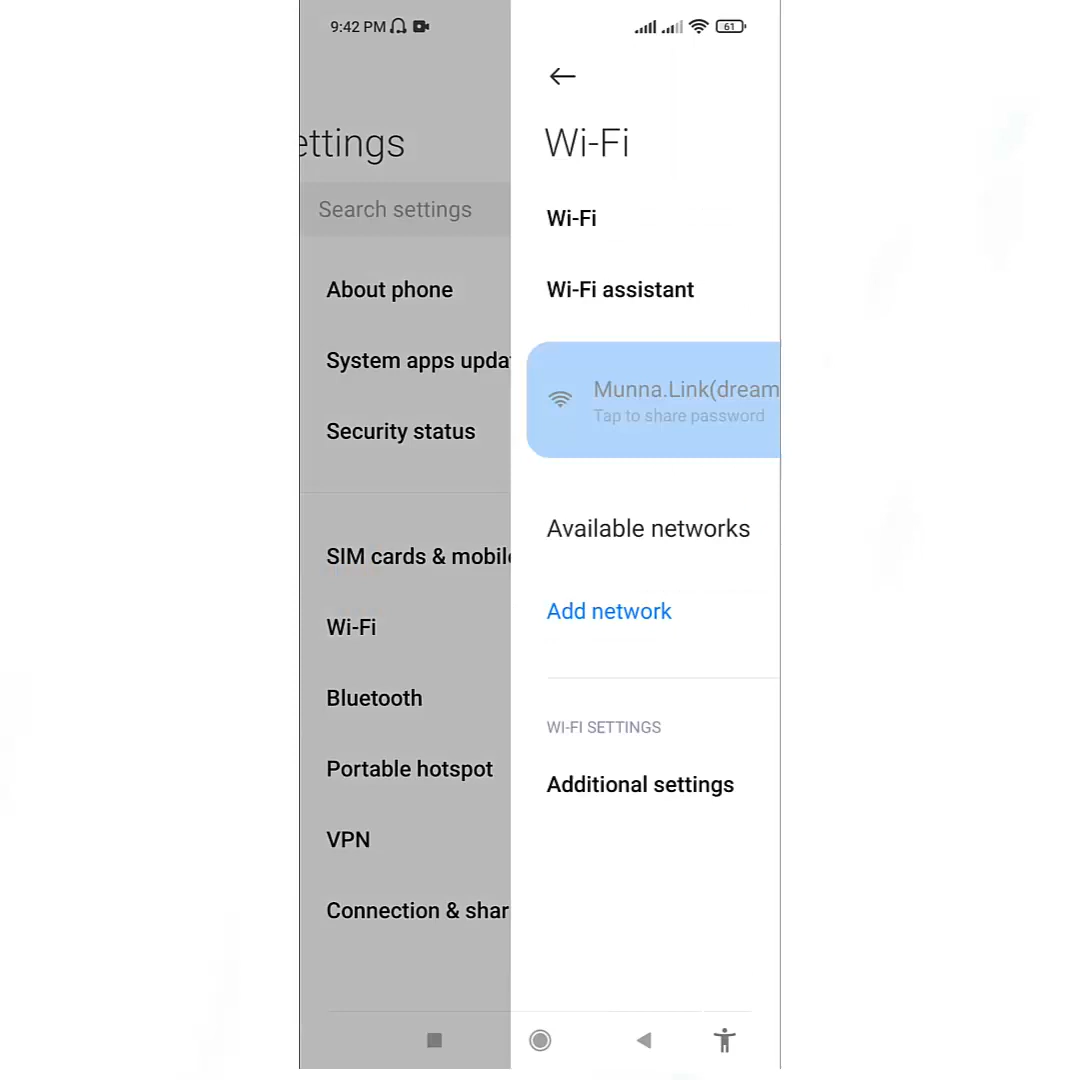 9:42 PM
61
ettings
Search settings
About phone
System apps upda
Security status
SIM cards & mobile
Wi-Fi
Bluetooth
Portable hotspot
VPN
Connection & shar
Wi-Fi
Wi-Fi
Wi-Fi assistant
Munna.Link(dream
Tap to share password
Available networks
Add network
WI-FI SETTINGS
Additional settings